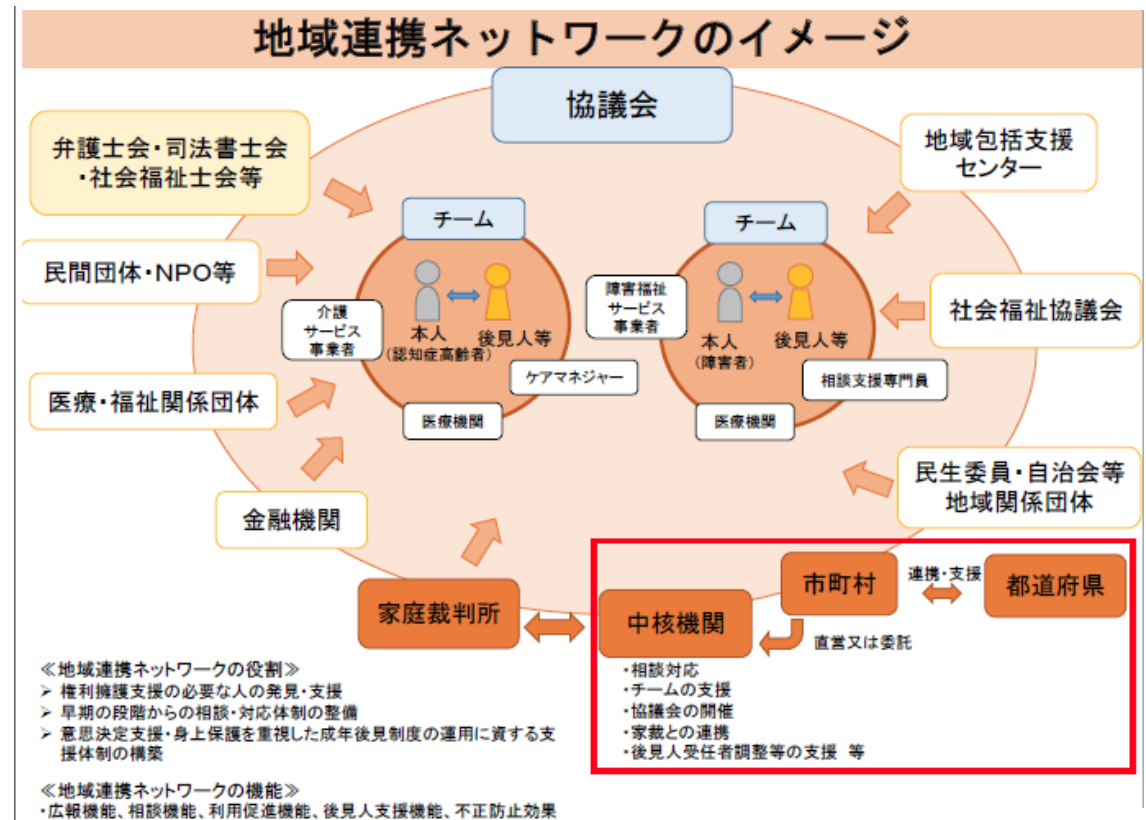 地域連携ネットワークのイメージ
協議会
弁護士会・司法書士会
・社会福祉士会等
地域包括支援
センター
チーム
チーム
民間団体・NPO等
介護
サービス
事業者
本人
(認知症高齢者)
後見人等
障害福祉
サービス
事業者
本人
(障害者)
後見人等
社会福祉協議会
ケアマネジャー
相談支援専門員
医療・福祉関係団体
医療機関
医療機関
金融機関
民生委員・自治会等
地域関係団体
家庭裁判所
中核機関
市町村
連携・支援
都道府県
直営又は委託
・相談対応
・チームの支援
・協議会の開催
・家裁との連携
・後見人受任者調整等の支援 等
≪地域連携ネットワークの役割≫
➢ 権利擁護支援の必要な人の発見・支援
➢ 早期の段階からの相談・対応体制の整備
➢ 意思決定支援・身上保護を重視した成年後見制度の運用に資する支
援体制の構築
≪地域連携ネットワークの機能≫
・広報機能、相談機能、利用促進機能、後見人支援機能、不正防止効果